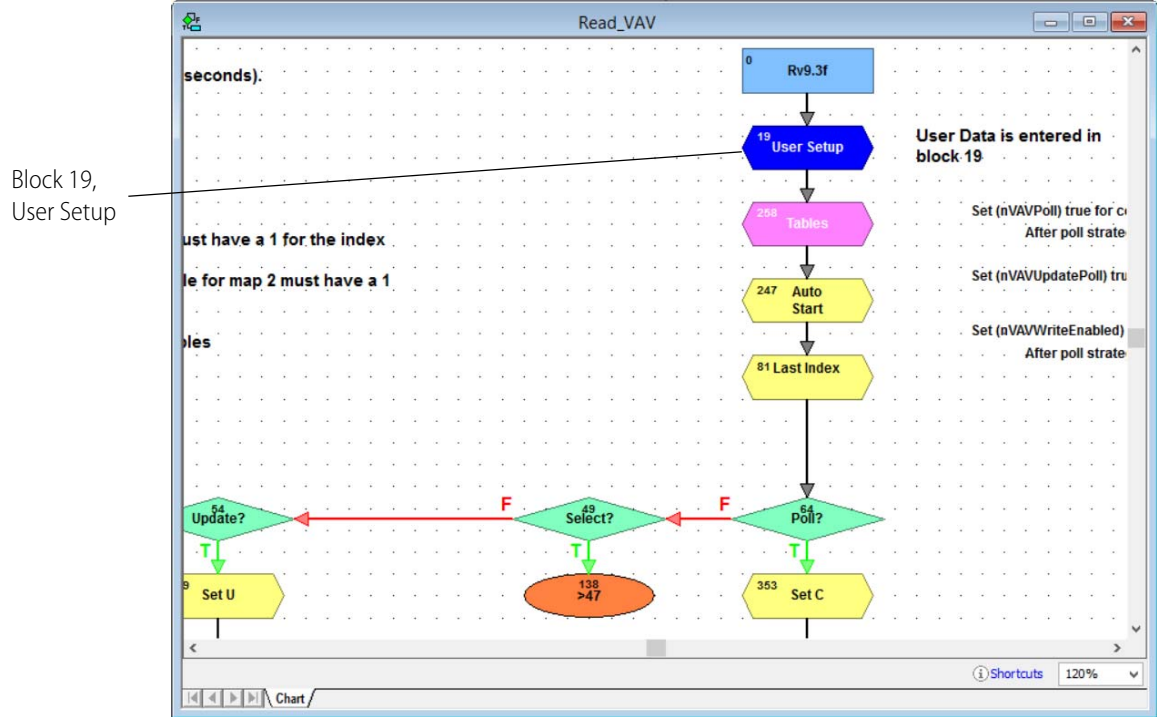 Read_VAV
seconds).
0
Rv9.3f
19
User Setup
User Data is entered in
block 19
Block 19,
User Setup
258
Tables
Set (nVAVPoll) true for c
After poll strate
ust have a 1 for the index
le for map 2 must have a 1
247 Auto
Start
Set (nVAVUpdatePoll) tru
bles
Set (nVAVWriteEnabled)
After poll strate
81 Last Index
54
Update?
F
49
Select?
F
64
Poll?
T
T
T
9
Set U
138
>47
353
Set C
Shortcuts
120%
Chart